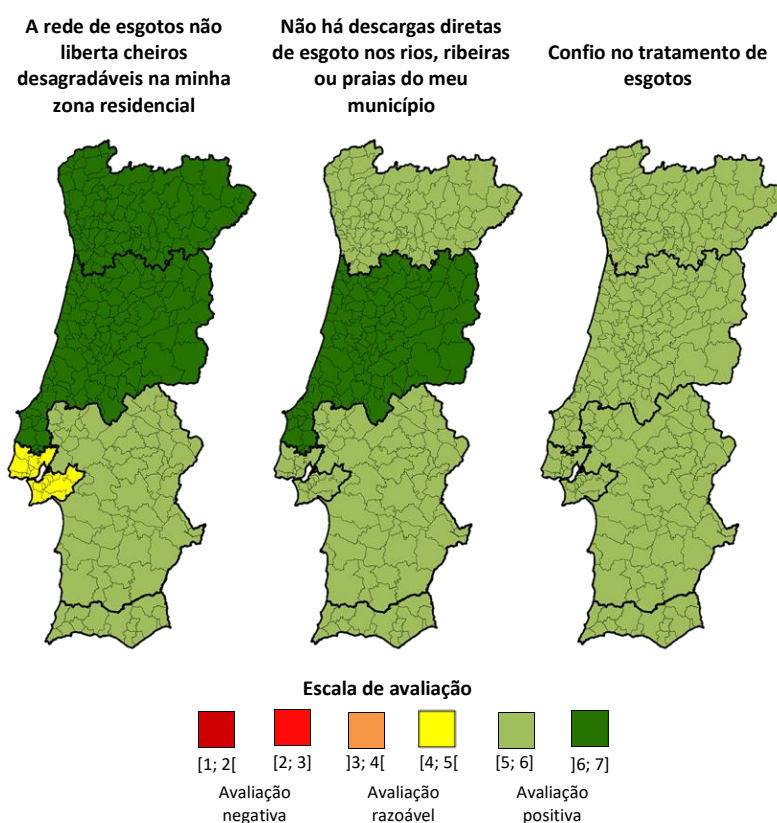 A rede de esgotos não
liberta cheiros
desagradáveis na minha
zona residencial
Não há descargas diretas
de esgoto nos rios, ribeiras
ou praias do meu
município
Confio no tratamento de
esgotos
Escala de avaliação
[1; 2[
[2; 3]
]3; 4[
[4; 5[
[5; 6]
]6; 7]
Avaliação
negativa
Avaliação
razoável
Avaliação
positiva